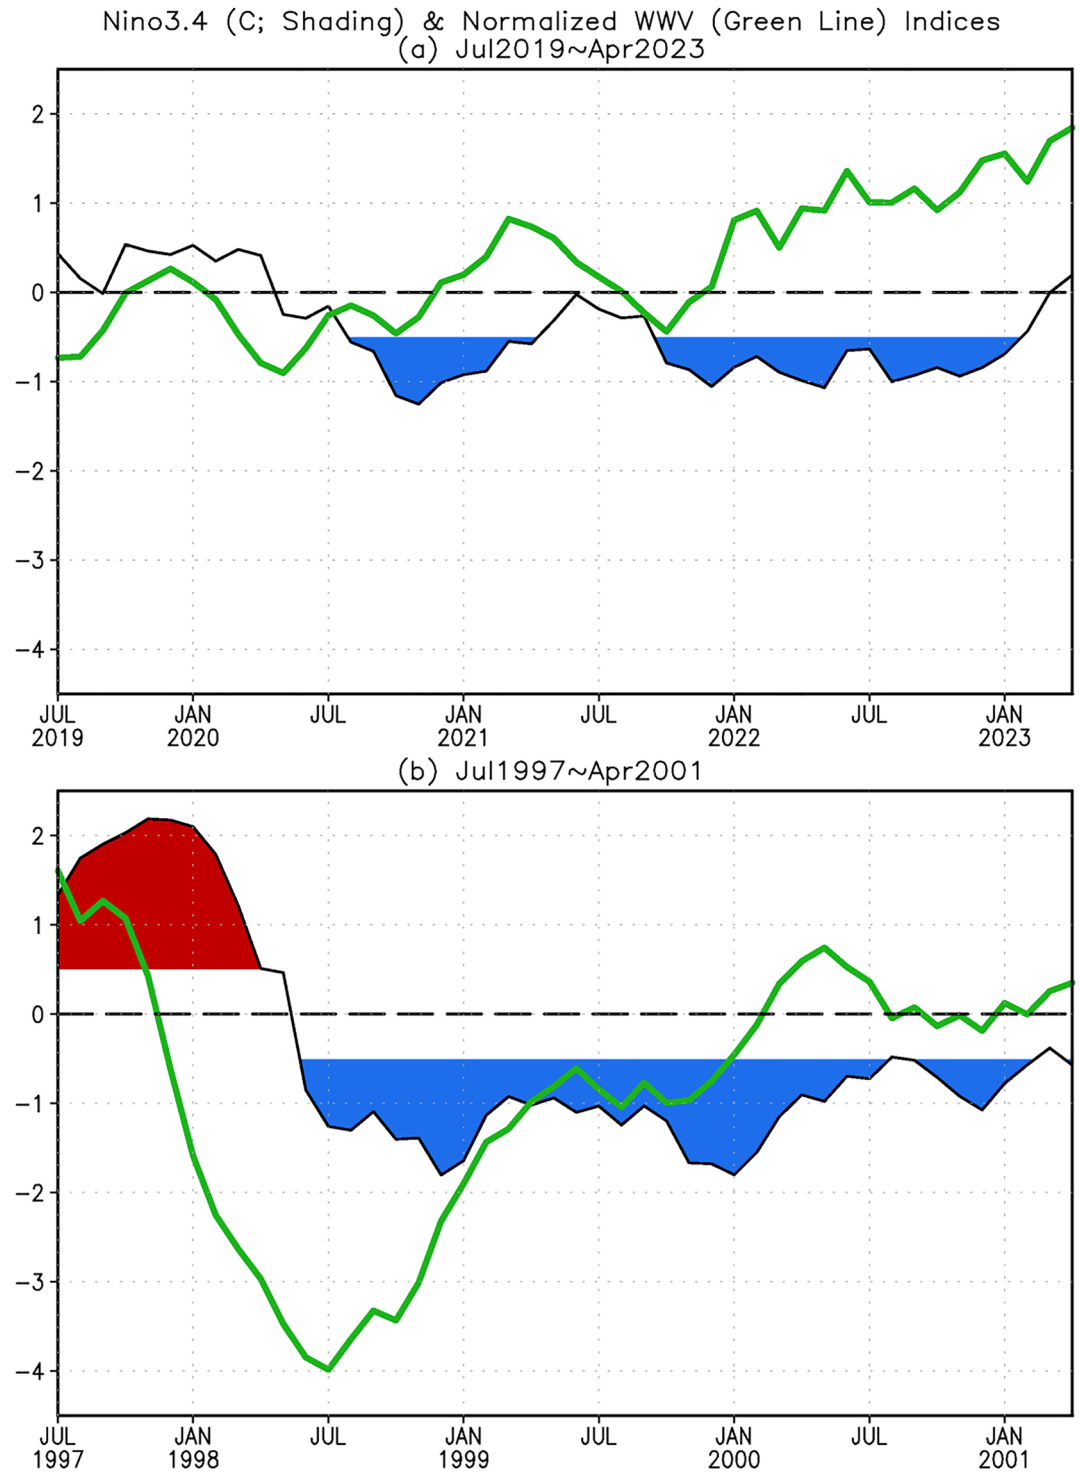 Nino3.4 (C; Shading) & Normalized WWV (Green Line) Indices
(a) Jul2019~Apr2023
2
1
0
−1
−2
−3
−4
JUL JAN JUL JAN JUL JAN JUL JAN
2019 2020 2021 2022 2023
(b) Jul1997~Apr2001
2
1
0
−1
−2
−3
−4
JUL JAN JUL JAN JUL JAN JUL JAN
1997 1998 1999 2000 2001